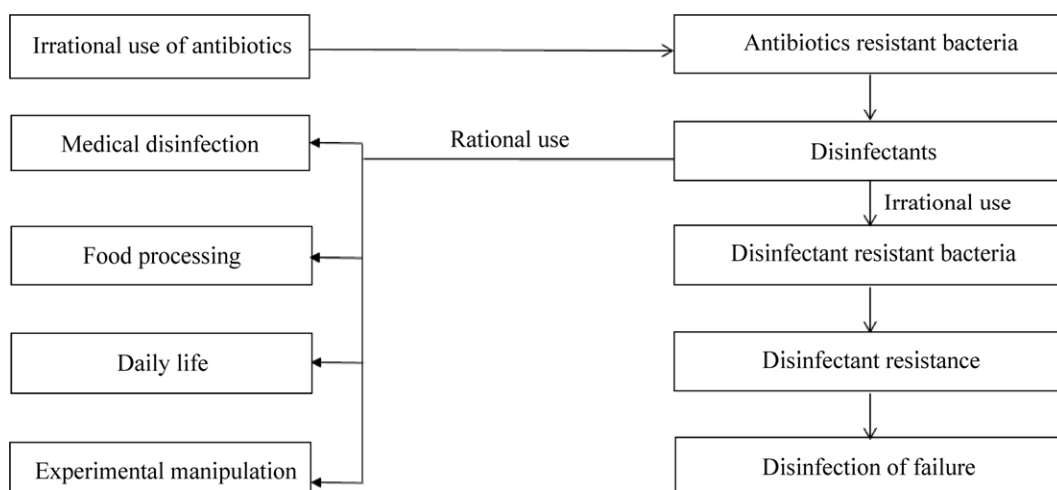 Irrational use of antibiotics
Antibiotics resistant bacteria
Medical disinfection
Rational use
Disinfectants
Irrational use
Food processing
Disinfectant resistant bacteria
Daily life
Disinfectant resistance
Experimental manipulation
Disinfection of failure